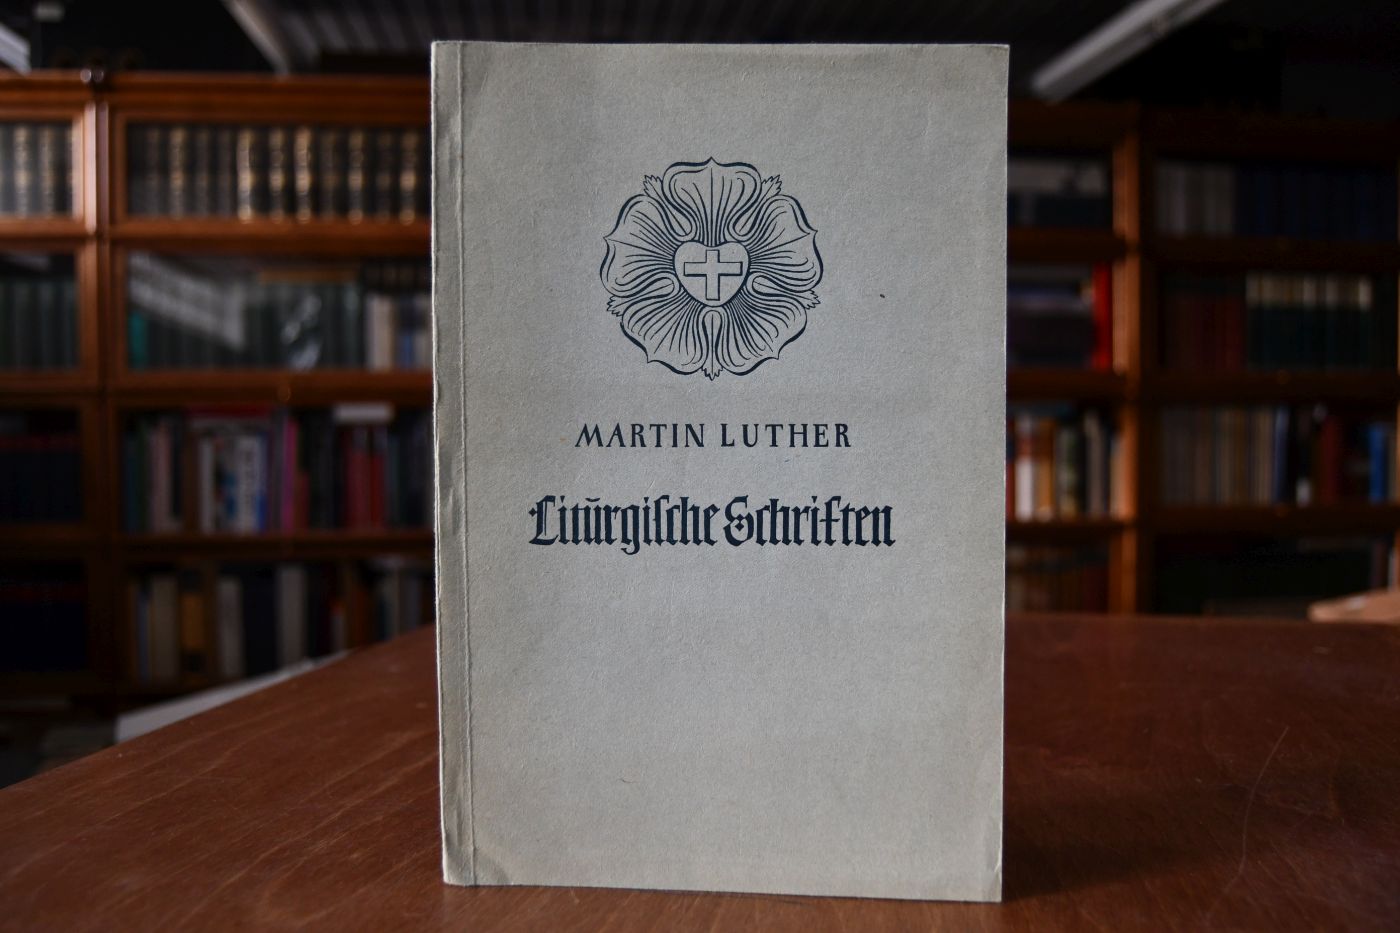 MARTIN LUTHER
Liturgiſche Schriften